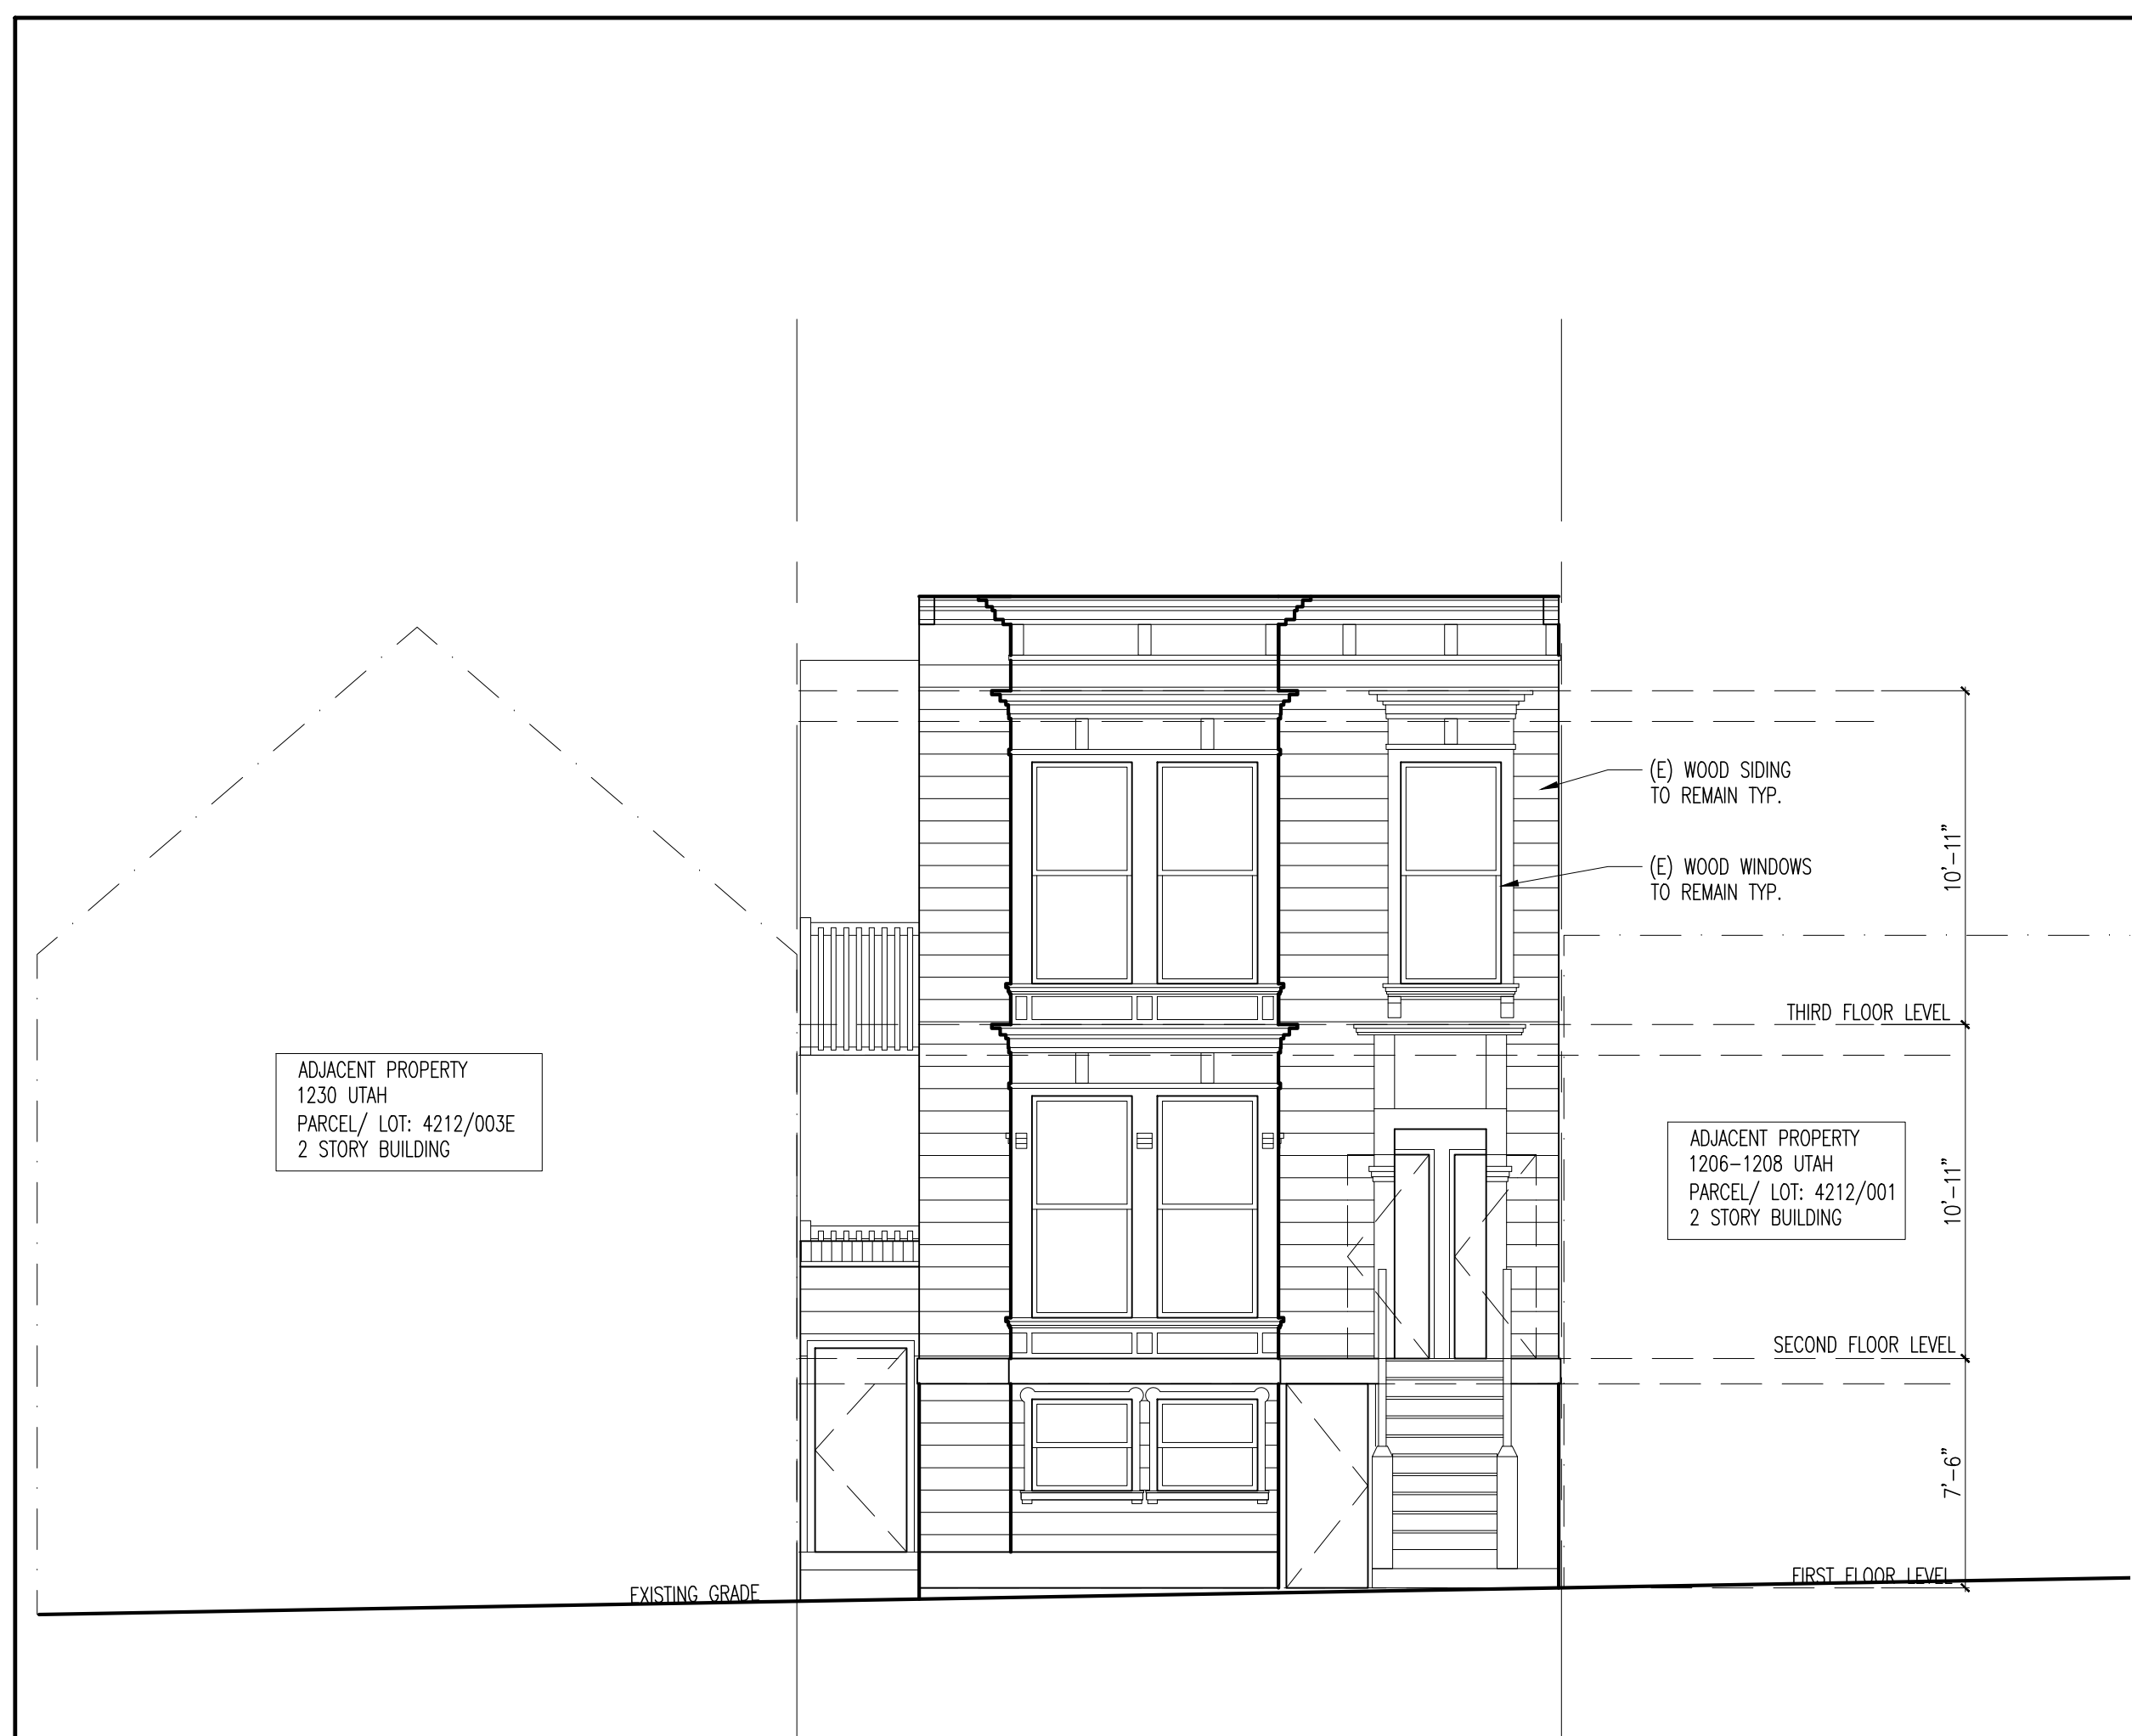 (E) WOOD SIDING
TO REMAIN TYP.
10'-11"
(E) WOOD WINDOWS
TO REMAIN TYP.
THIRD FLOOR LEVEL
ADJACENT PROPERTY
1230 UTAH
PARCEL/ LOT: 4212/003E
2 STORY BUILDING
ADJACENT PROPERTY
1206-1208 UTAH
PARCEL/ LOT: 4212/001
2 STORY BUILDING
10'-11"
SECOND FLOOR LEVEL
7'-6"
FIRST FLOOR LEVEL
EXISTING GRADE